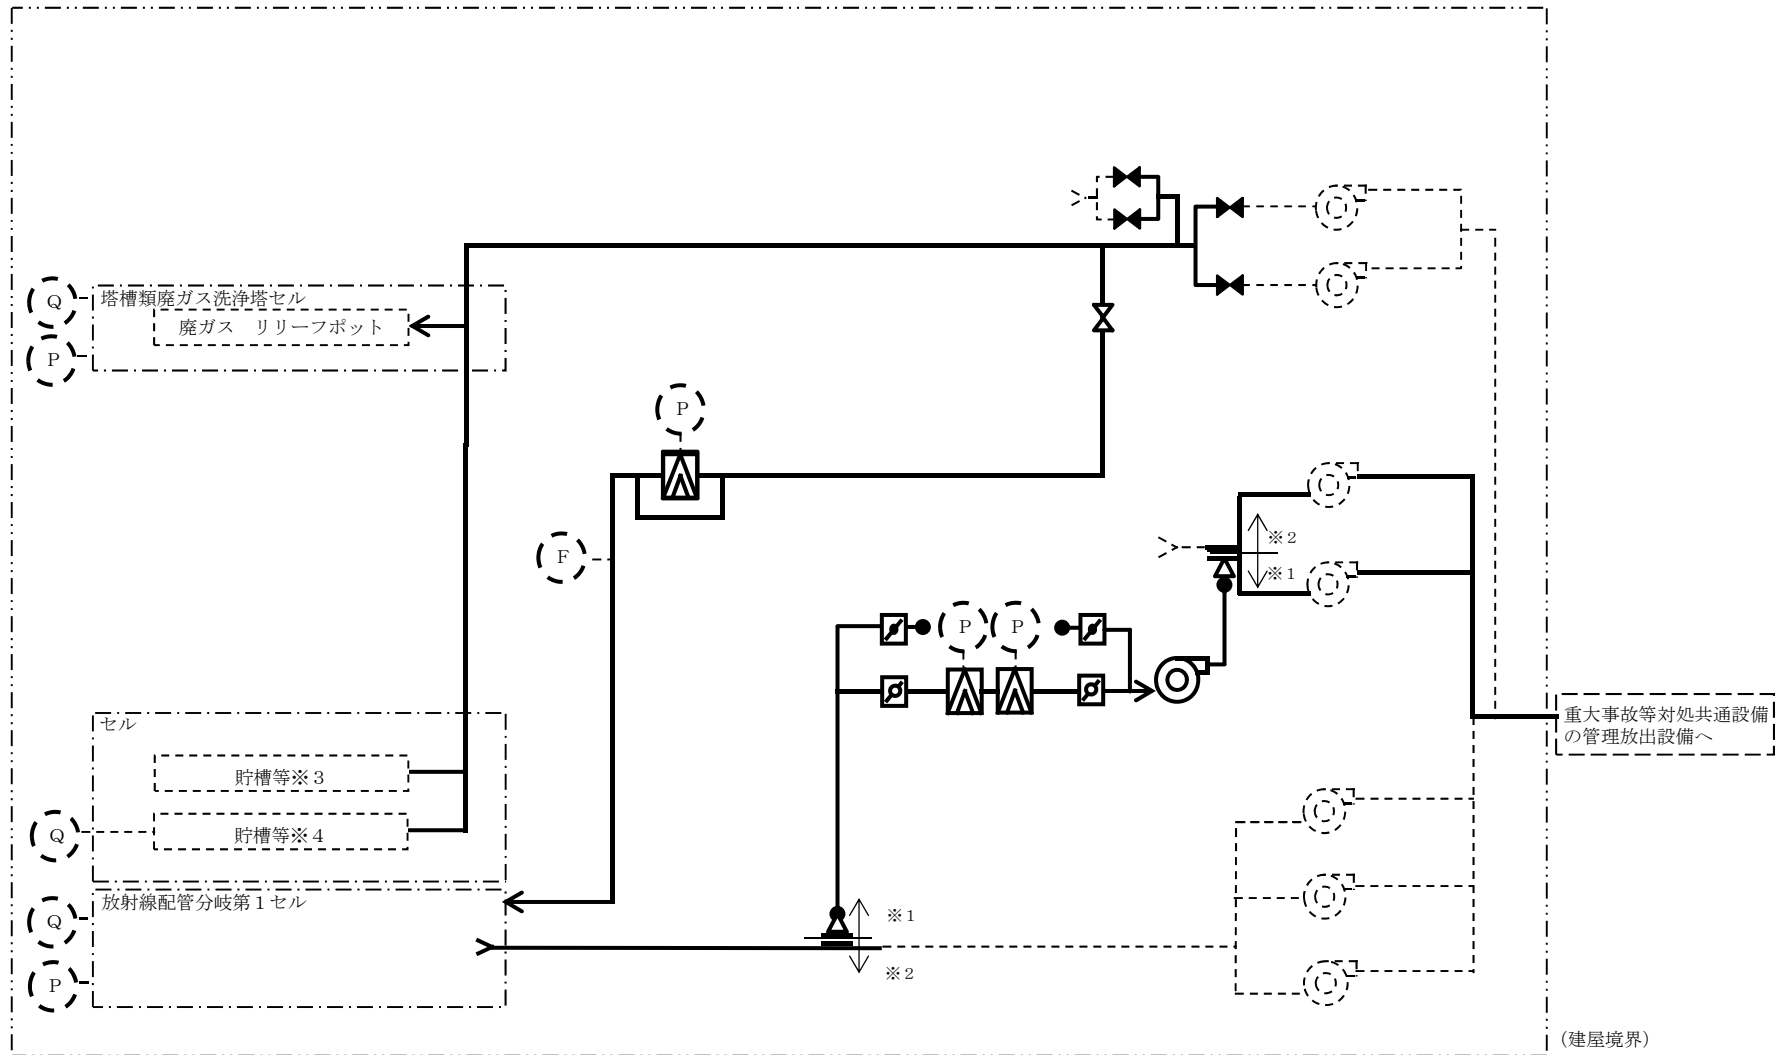 Q
塔槽類廃ガス洗浄塔セル
廃ガス　リリーフポット
P
P
F
※2
※1
P
P
セル
貯槽等※3
Q
貯槽等※4
重大事故等対処共通設備
の管理放出設備へ
Q
放射線配管分岐第1セル
※1
P
※2
(建屋境界)